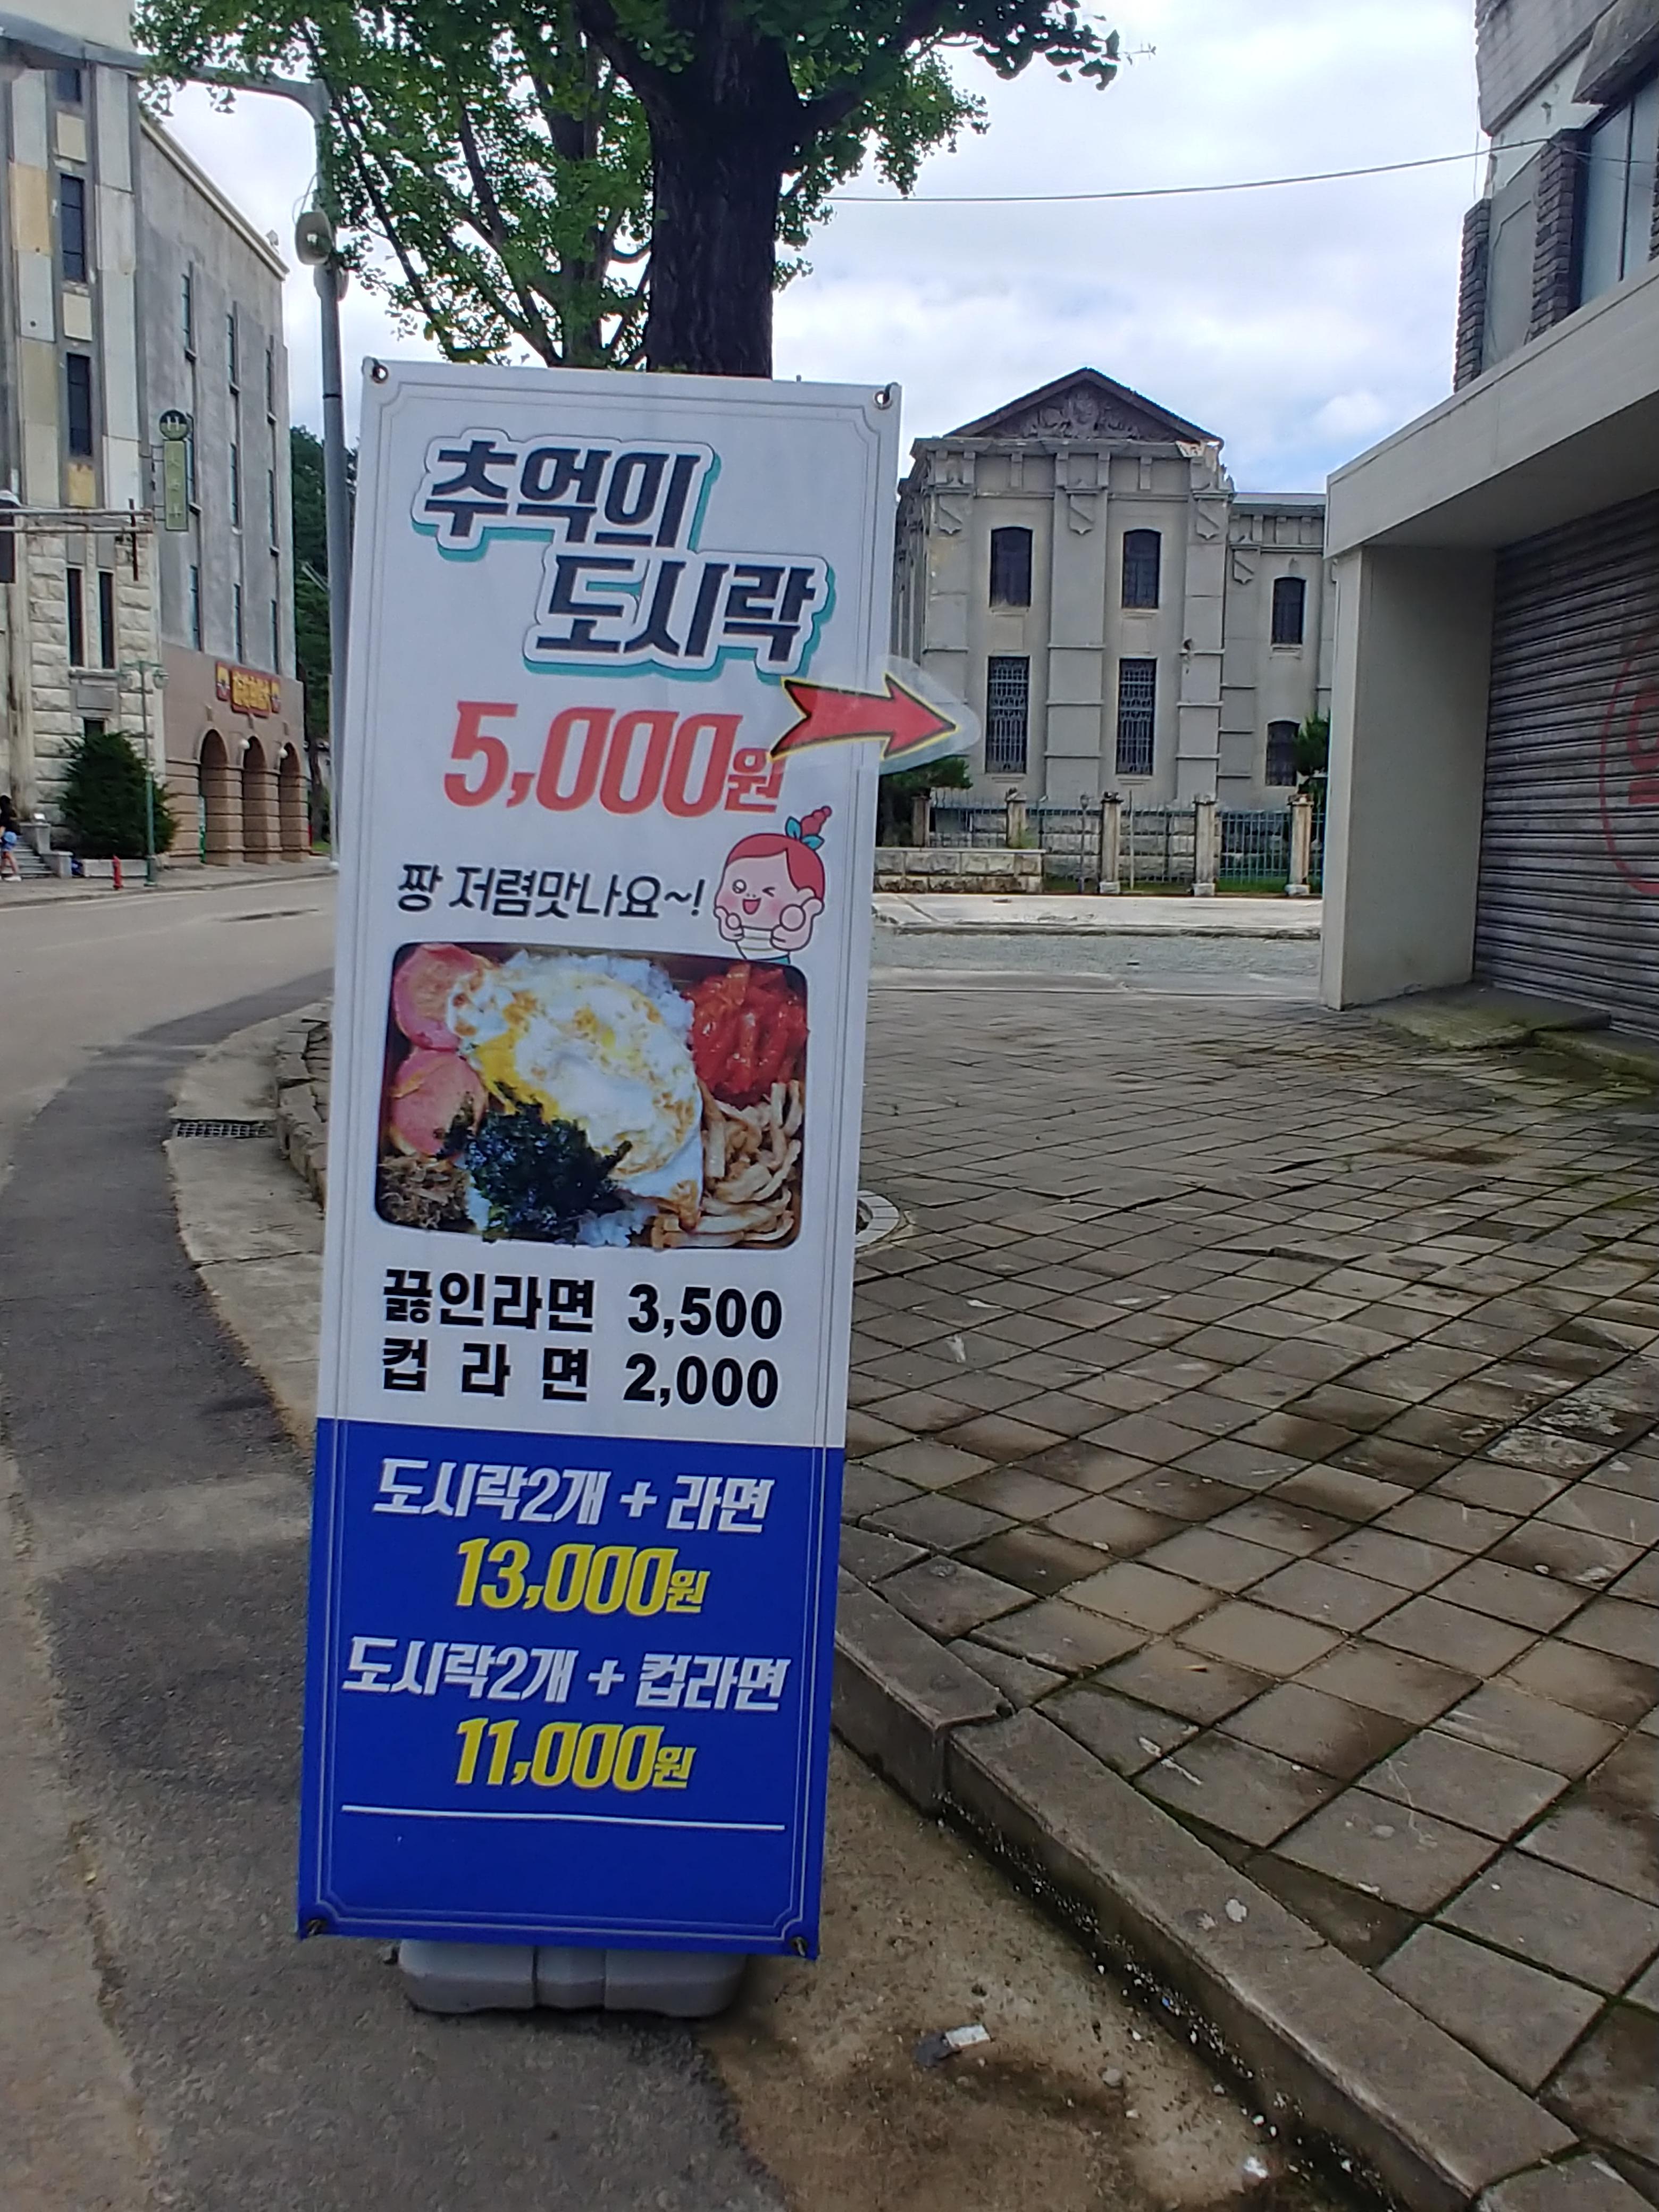 추억의
도시락
5,000원
짱 저렴맛나요~!
끓인라면 3,500
컵 라 면 2,000
도시락2개 + 라면
13,000원
도시락2개 + 컵라면
11,000원